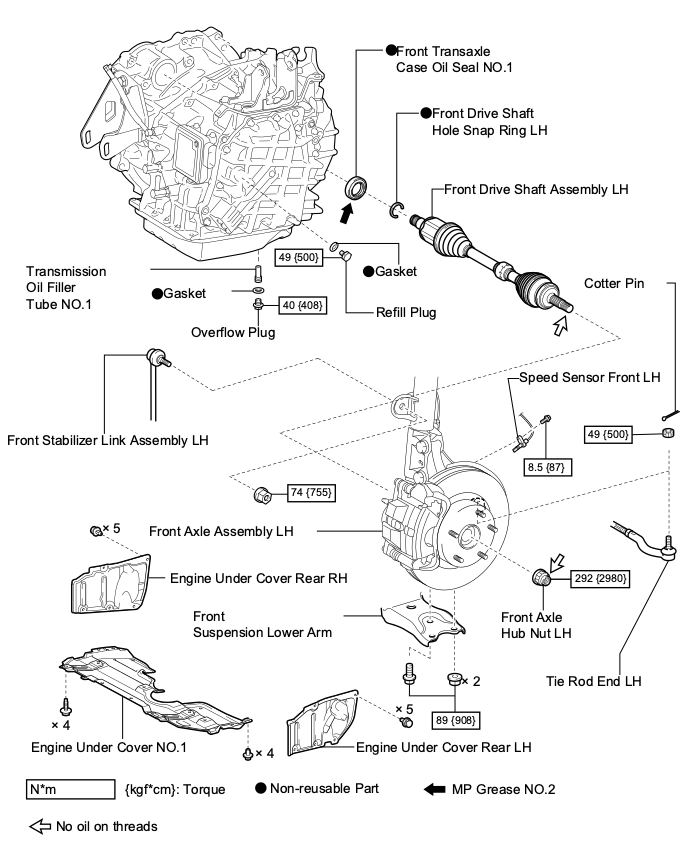 ●Front Transaxle
Case Oil Seal NO.1
●Front Drive Shaft
Hole Snap Ring LH
Front Drive Shaft Assembly LH
49 {500}
●Gasket
Transmission
Oil Filler
Tube NO.1
●Gasket
40 {408}
Refill Plug
Overflow Plug
Cotter Pin
Speed Sensor Front LH
49 {500}
8.5 {87}
Front Stabilizer Link Assembly LH
74 {755}
× 5
Front Axle Assembly LH
Engine Under Cover Rear RH
292 {2980}
Front
Suspension Lower Arm
Front Axle
Hub Nut LH
Tie Rod End LH
× 2
89 {908}
× 4
× 5
Engine Under Cover NO.1
× 4
Engine Under Cover Rear LH
N*m {kgf*cm}: Torque ● Non-reusable Part MP Grease NO.2
No oil on threads